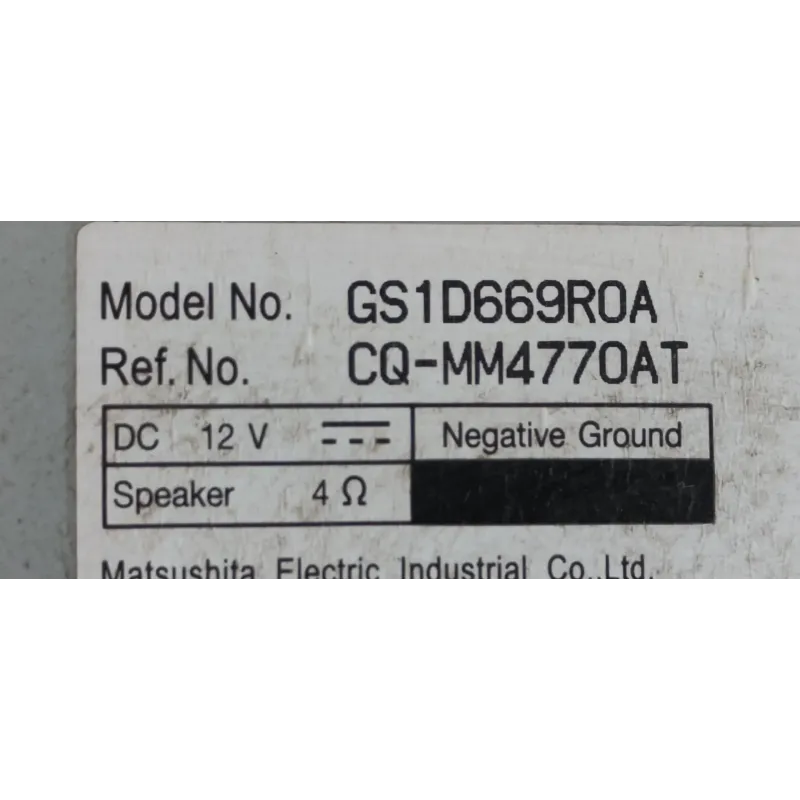 Model No. GS1D669R0A
Ref. No. CQ-MM4770AT
DC 12 V ⎓ Negative Ground
Speaker 4 Ω
Matsushita Electric Industrial Co.,Ltd.